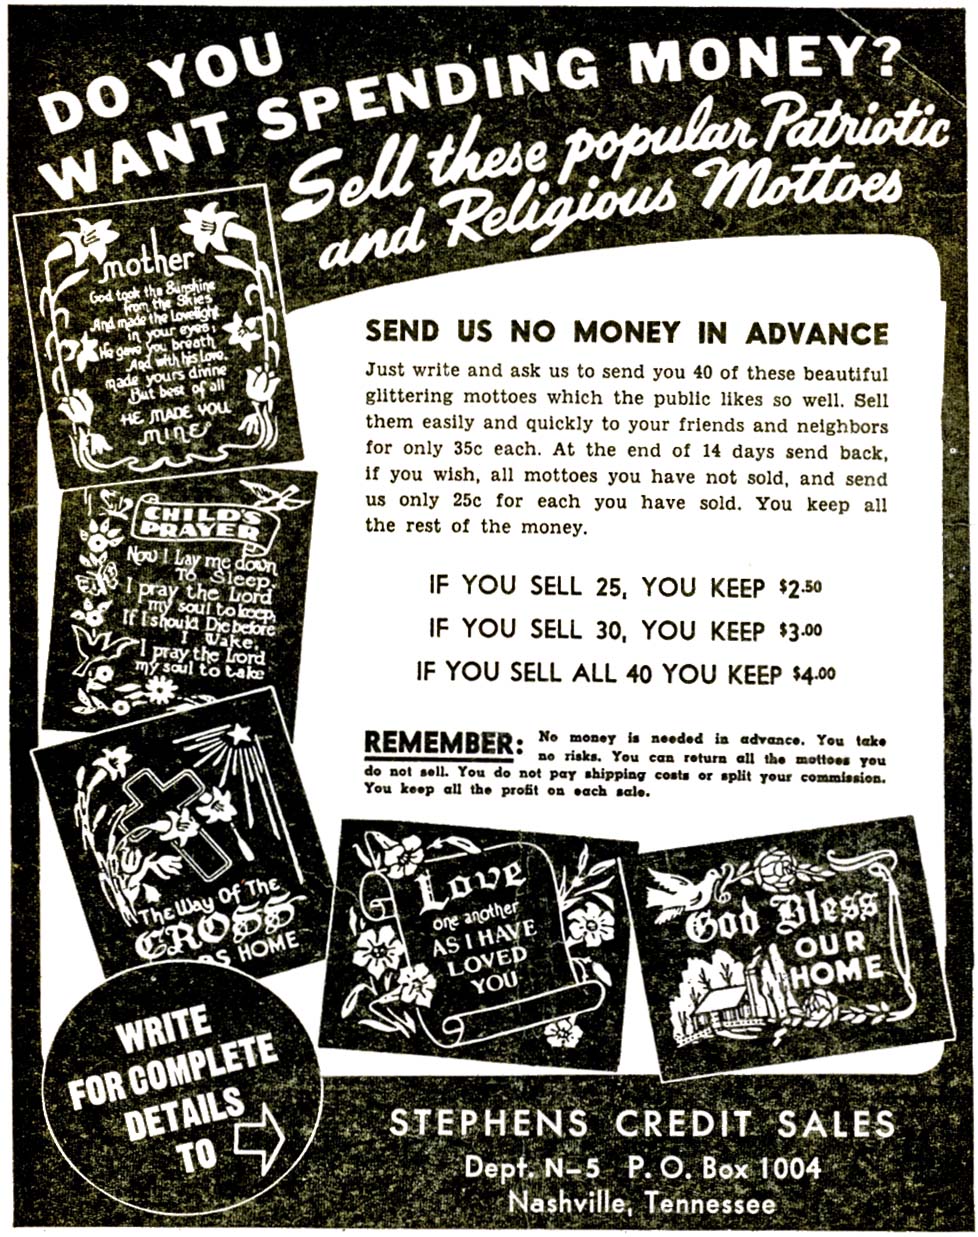 DO YOU
WANT SPENDING MONEY?
Sell these popular Patriotic
and Religious Mottoes
mother
God took the Sunshine
from the Skies
And made the Lovelight
in your eyes;
He gave you breath
And with his Love,
made yours divine
But best of all
HE MADE YOU
MINE
CHILD'S
PRAYER
Now I Lay me down
To Sleep,
I pray the Lord
my soul to keep,
If I should Die before
I Wake,
I pray the Lord
my soul to take
The Way Of The
CROSS
DS HOME
SEND US NO MONEY IN ADVANCE
Just write and ask us to send you 40 of these beautiful
glittering mottoes which the public likes so well. Sell
them easily and quickly to your friends and neighbors
for only 35c each. At the end of 14 days send back,
if you wish, all mottoes you have not sold, and send
us only 25c for each you have sold. You keep all
the rest of the money.
IF YOU SELL 25, YOU KEEP $2.50
IF YOU SELL 30, YOU KEEP $3.00
IF YOU SELL ALL 40 YOU KEEP $4.00
REMEMBER: No money is needed in advance. You take
no risks. You can return all the mottoes you
do not sell. You do not pay shipping costs or split your commission.
You keep all the profit on each sale.
Love
one another
AS I HAVE
LOVED
YOU
God Bless
OUR
HOME
WRITE
FOR COMPLETE
DETAILS
TO
STEPHENS CREDIT SALES
Dept. N-5 P. O. Box 1004
Nashville, Tennessee